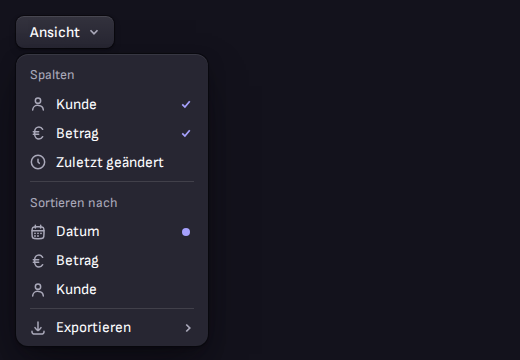 Ansicht
Spalten
Kunde
Betrag
Zuletzt geändert
Sortieren nach
Datum
Betrag
Kunde
Exportieren